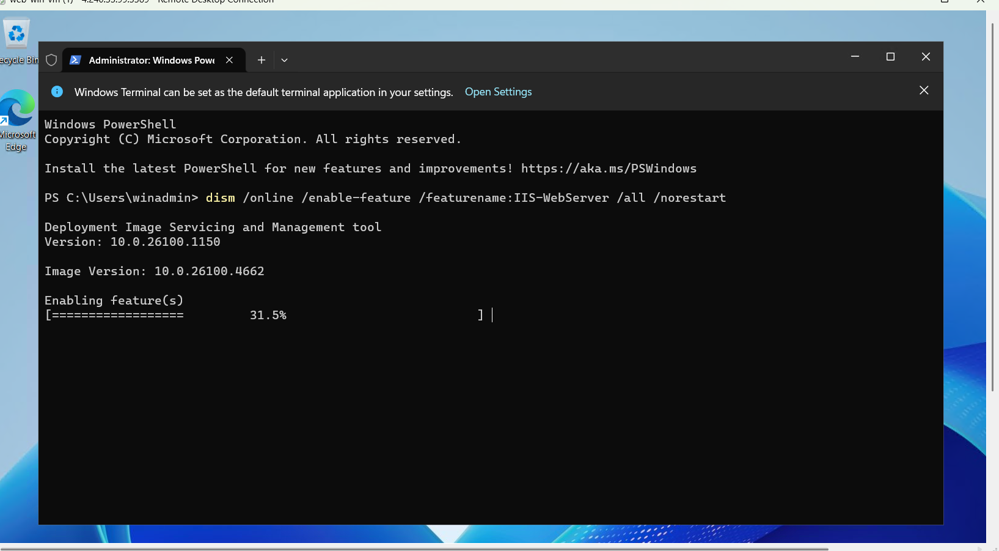 Remote Desktop Connection
ecycle Bin
Microsoft
Edge
Administrator: Windows Powe
Windows Terminal can be set as the default terminal application in your settings. Open Settings
Windows PowerShell
Copyright (C) Microsoft Corporation. All rights reserved.
Install the latest PowerShell for new features and improvements! https://aka.ms/PSWindows
PS C:\Users\winadmin> dism /online /enable-feature /featurename:IIS-WebServer /all /norestart
Deployment Image Servicing and Management tool
Version: 10.0.26100.1150
Image Version: 10.0.26100.4662
Enabling feature(s)
[================== 31.5% ]